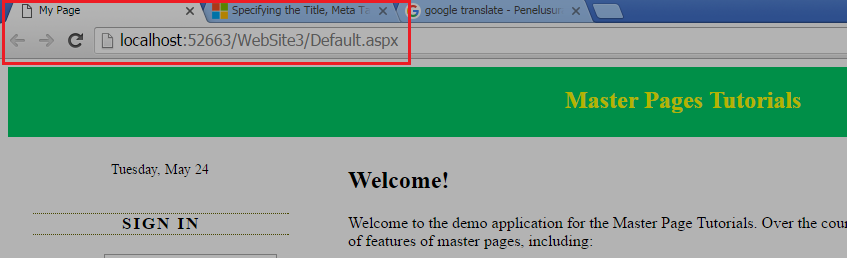 My Page
Specifying the Title, Meta Ta
google translate - Penelusur
localhost:52663/WebSite3/Default.aspx
Master Pages Tutorials
Tuesday, May 24
SIGN IN
Welcome!
Welcome to the demo application for the Master Page Tutorials. Over the cour
of features of master pages, including: